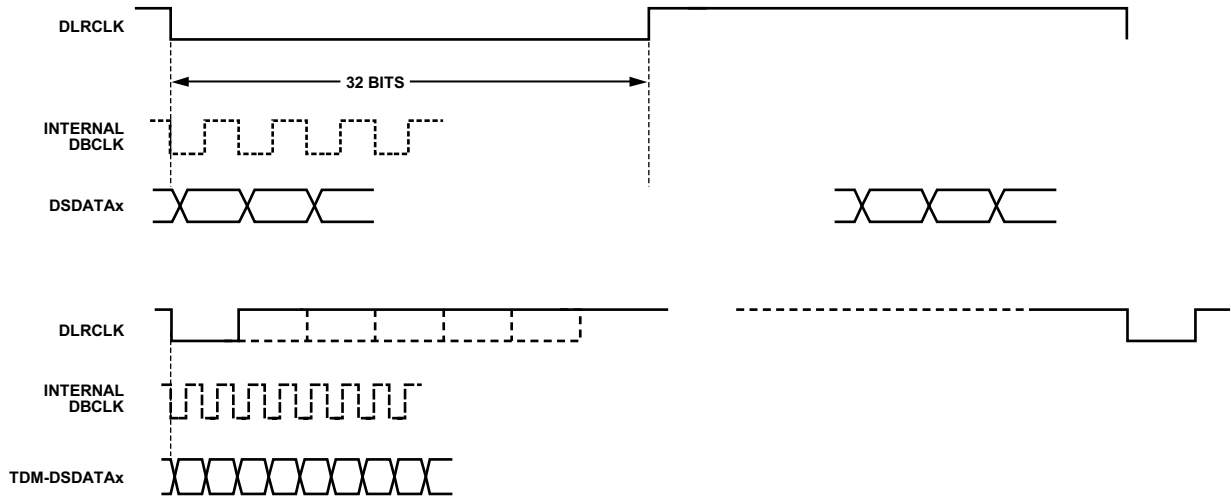 DLRCLK
32 BITS
INTERNAL
DBCLK
DSDATAx
DLRCLK
INTERNAL
DBCLK
TDM-DSDATAx